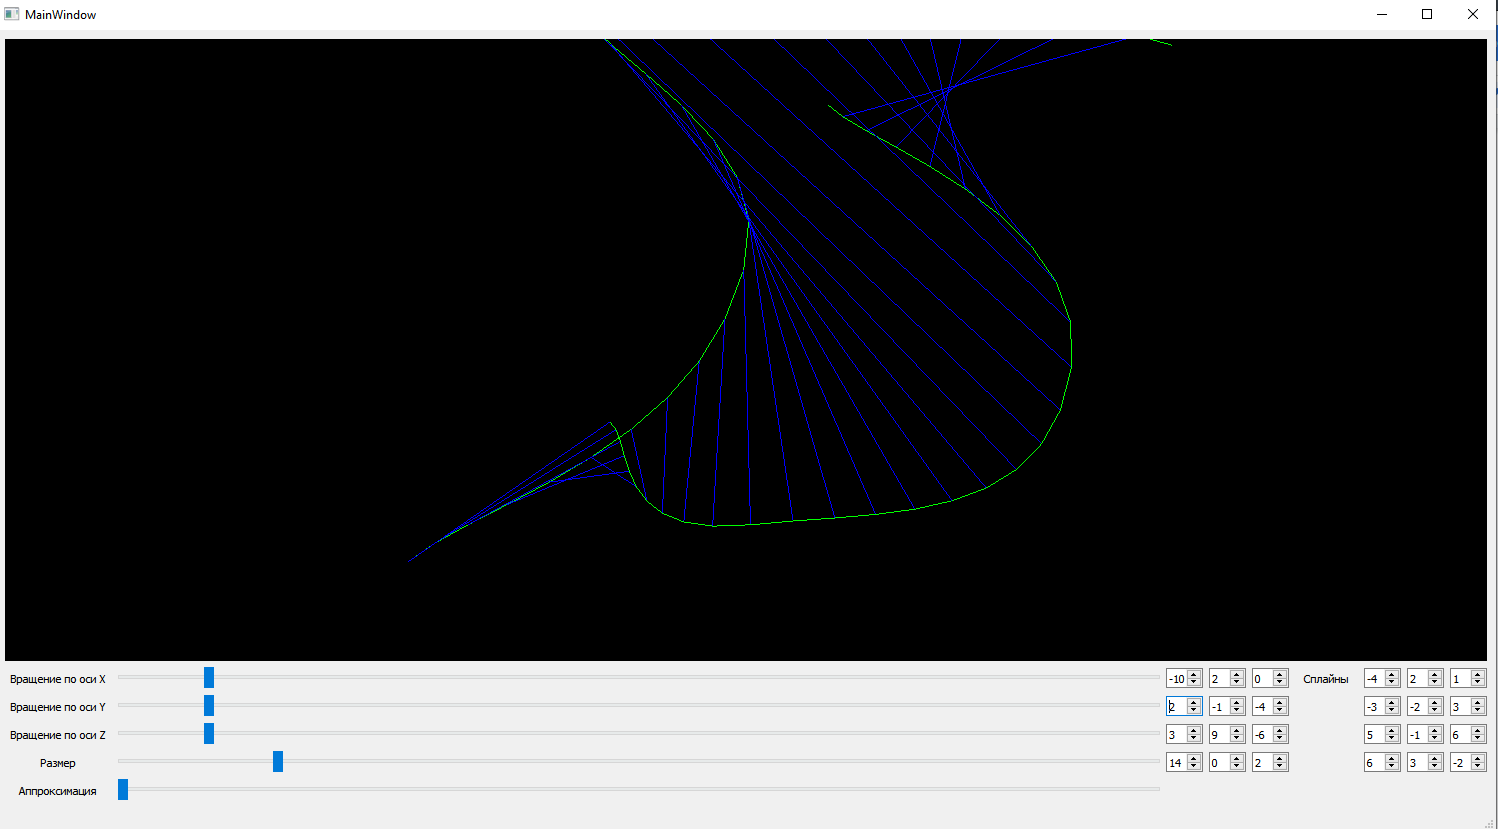 MainWindow
Вращение по оси X -10 2 0 Сплайны -4 2 1
Вращение по оси Y 2 -1 -4 -3 -2 3
Вращение по оси Z 3 9 -6 5 -1 6
Размер 14 0 2 6 3 -2
Аппроксимация